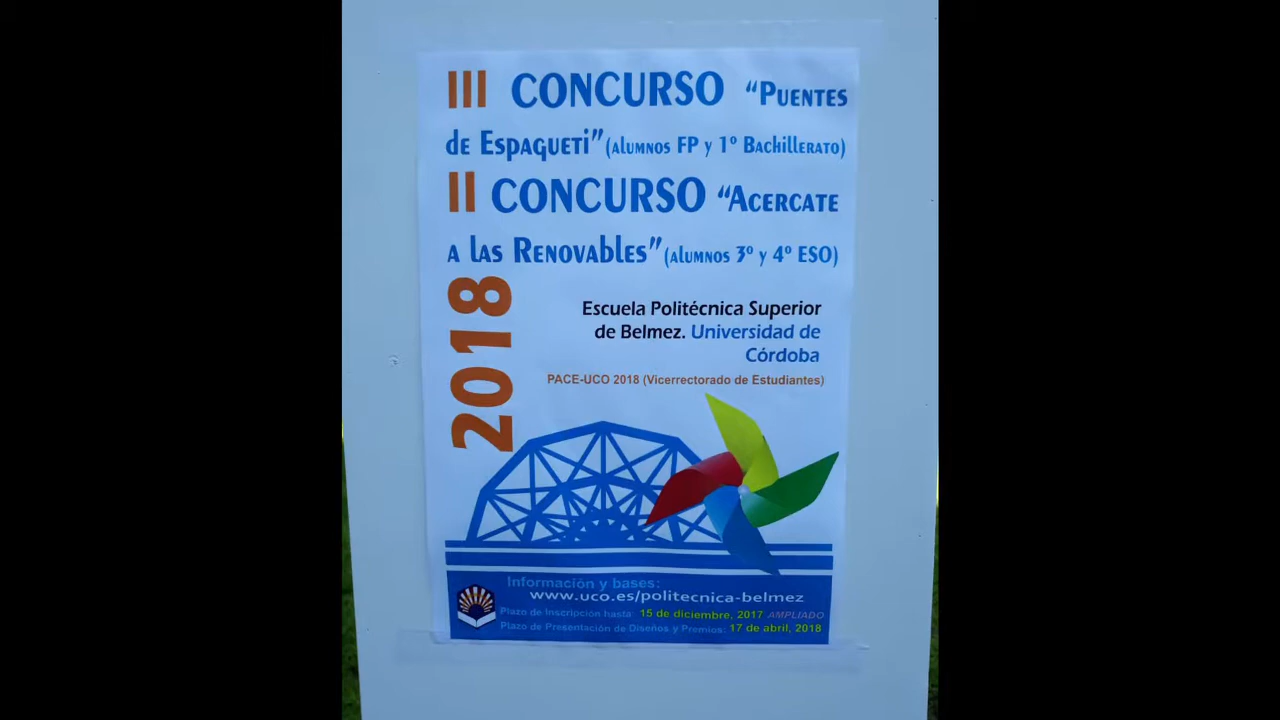 III CONCURSO "PUENTES
DE ESPAGUETI" (ALUMNOS FP Y 1º BACHILLERATO)
II CONCURSO "ACERCATE
A LAS RENOVABLES" (ALUMNOS 3º Y 4º ESO)
2018
Escuela Politécnica Superior
de Belmez. Universidad de
Córdoba
PACE-UCO 2018 (Vicerrectorado de Estudiantes)
Información y bases:
www.uco.es/politecnica-belmez
Plazo de Inscripción hasta: 15 de diciembre, 2017 AMPLIADO
Plazo de Presentación de Diseños y Premios: 17 de abril, 2018